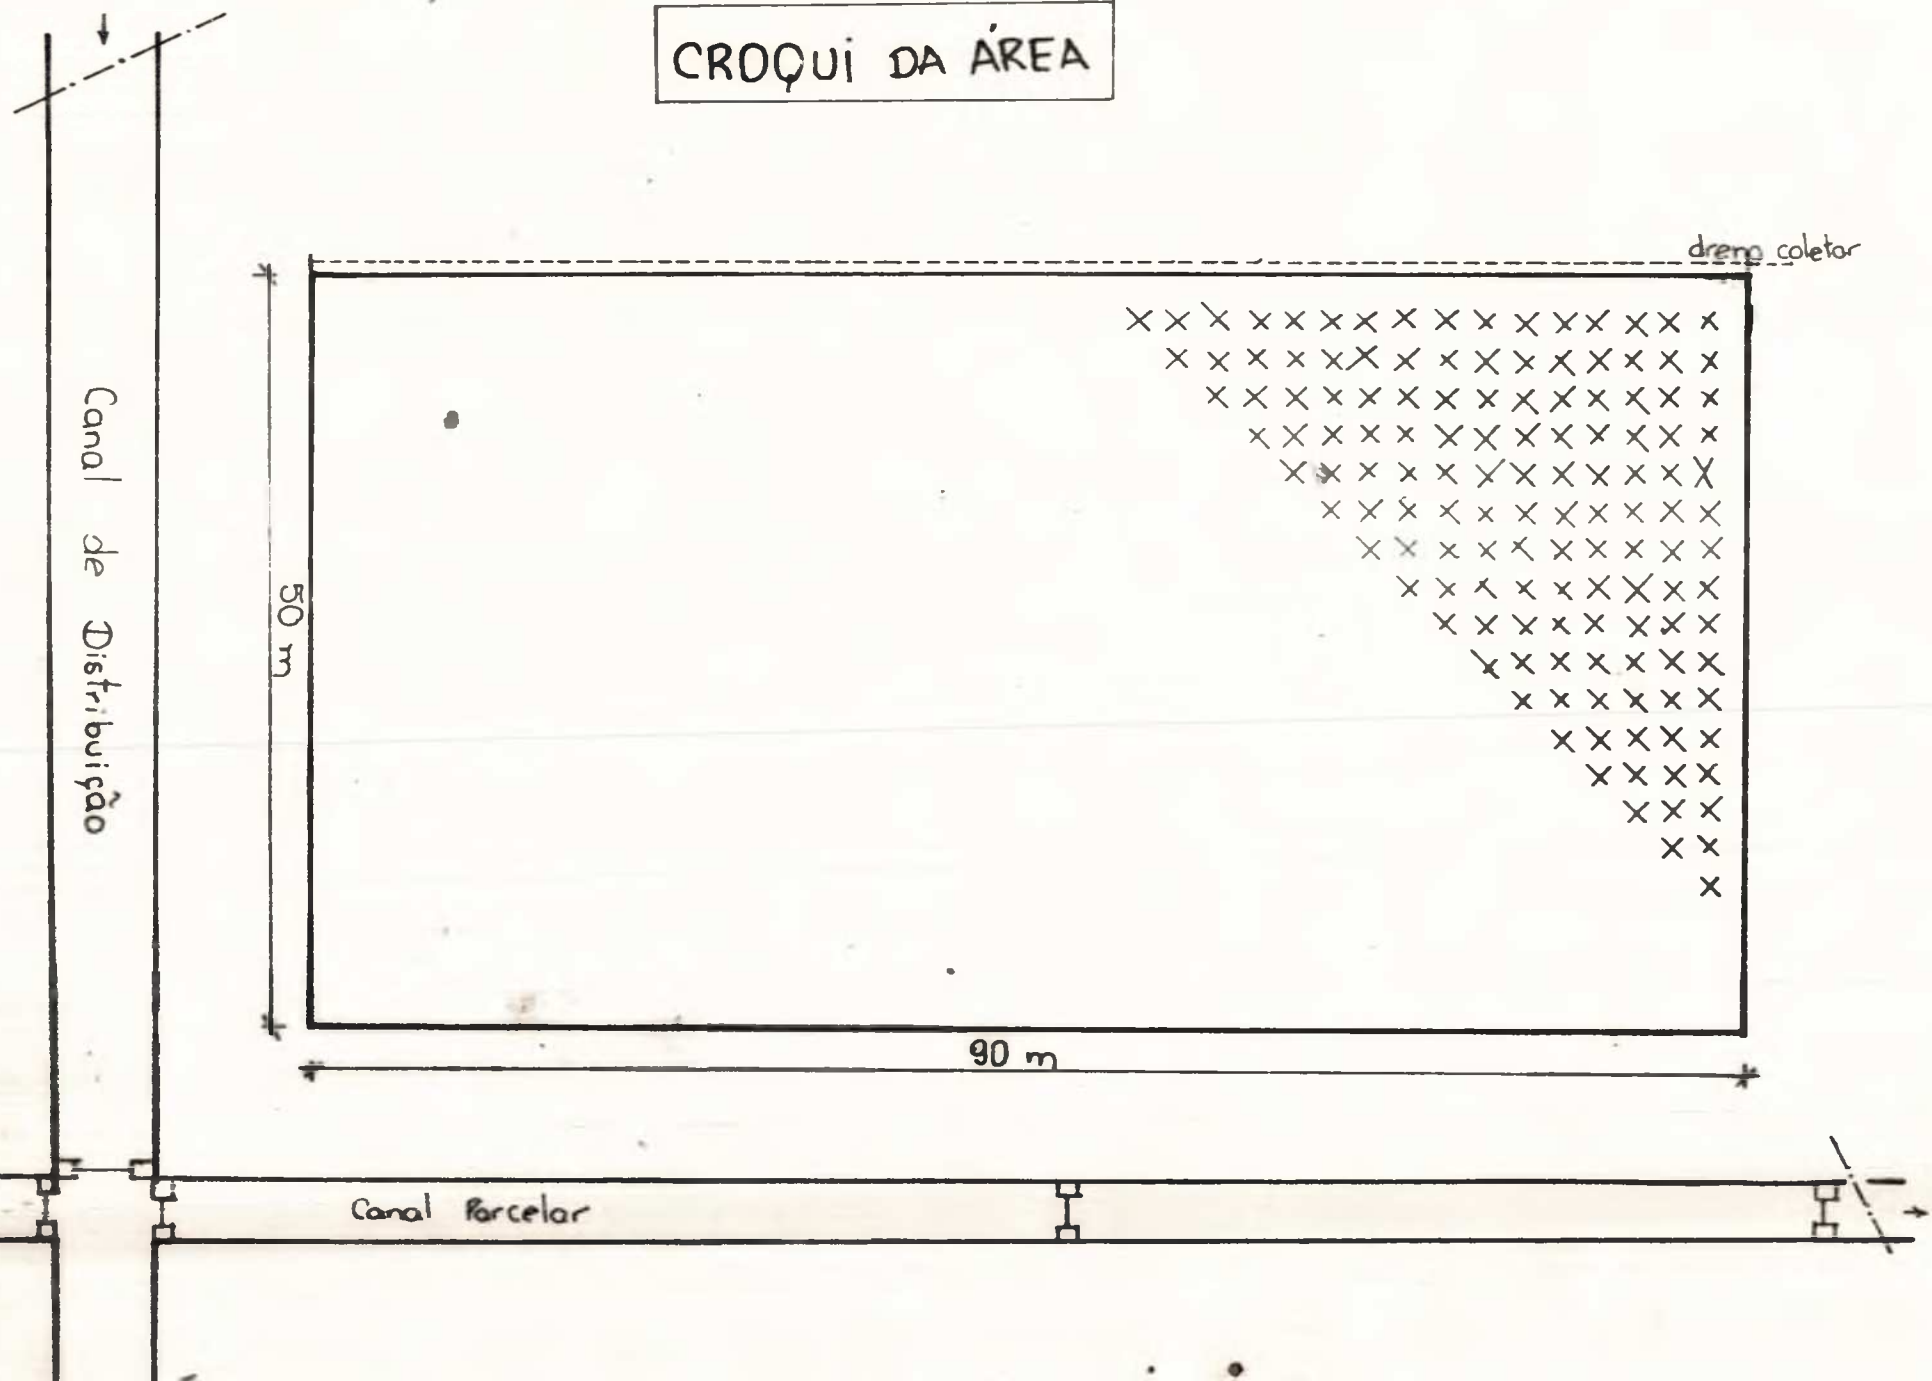 CROQUi DA ÁREA
dreno coletor
Canal de Distribuição
50 m
90 m
Canal Parcelar